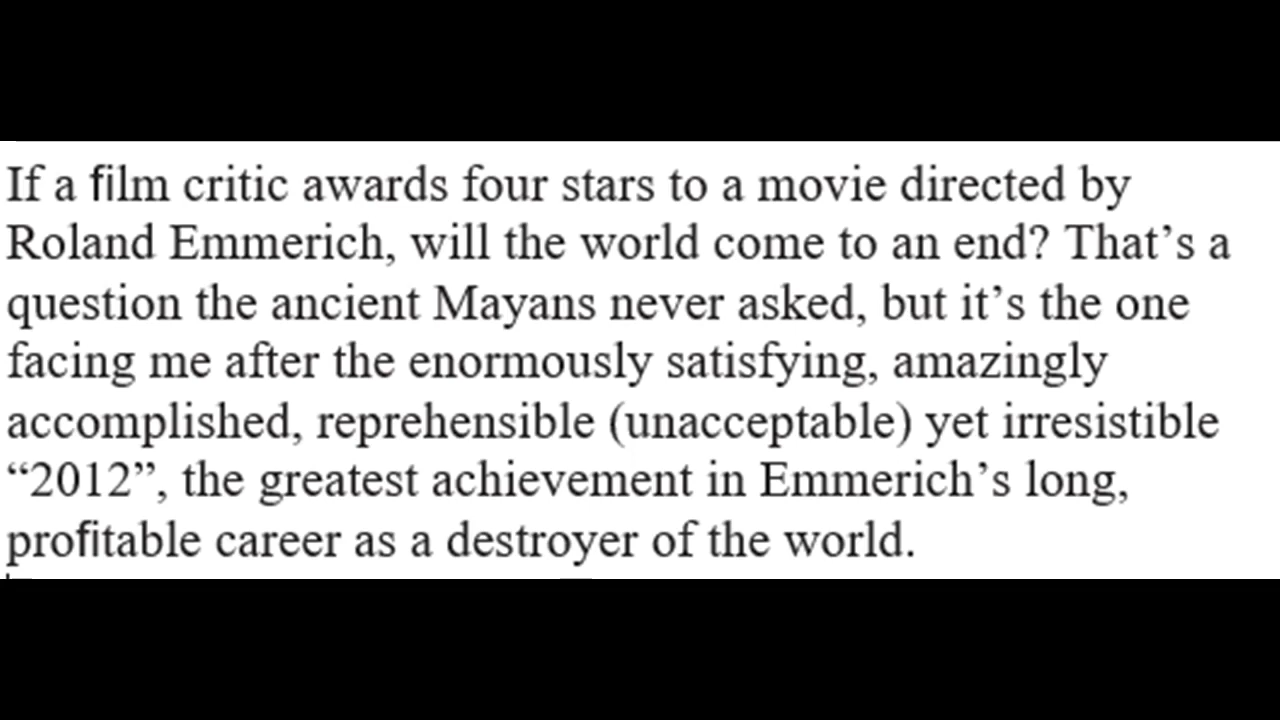 If a film critic awards four stars to a movie directed by
Roland Emmerich, will the world come to an end? That’s a
question the ancient Mayans never asked, but it’s the one
facing me after the enormously satisfying, amazingly
accomplished, reprehensible (unacceptable) yet irresistible
“2012”, the greatest achievement in Emmerich’s long,
profitable career as a destroyer of the world.